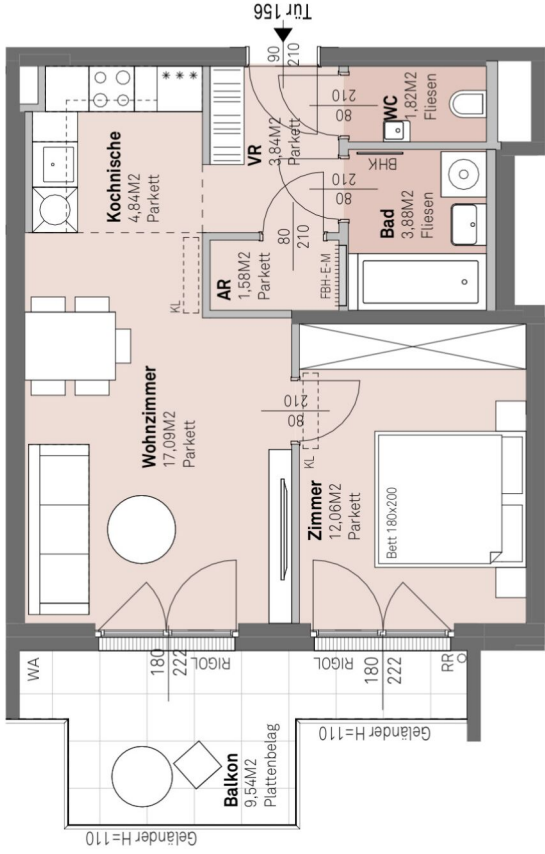 Tür 156
90
210
Kochnische
4,84M2
Parkett
VR
3,84M2
Parkett
80
210
WC
1,82M2
Fliesen
BHK
80
210
Bad
3,88M2
Fliesen
80
210
AR
1,58M2
Parkett
FBH-E-M
KL
Wohnzimmer
17,09M2
Parkett
80
210
KL
Zimmer
12,06M2
Parkett
Bett 180x200
WA
180
222
RIGOL
RIGOL
180
222
RR
Balkon
9,54M2
Plattenbelag
Geländer H=110
Geländer H=110